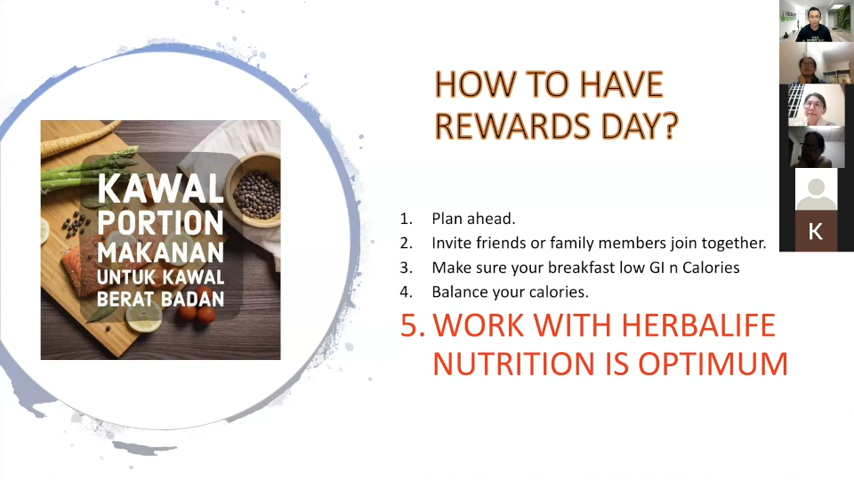 HOW TO HAVE
REWARDS DAY?
KAWAL
PORTION
MAKANAN
UNTUK KAWAL
BERAT BADAN
1. Plan ahead.
2. Invite friends or family members join together.
3. Make sure your breakfast low GI n Calories
4. Balance your calories.
5. WORK WITH HERBALIFE
NUTRITION IS OPTIMUM
K